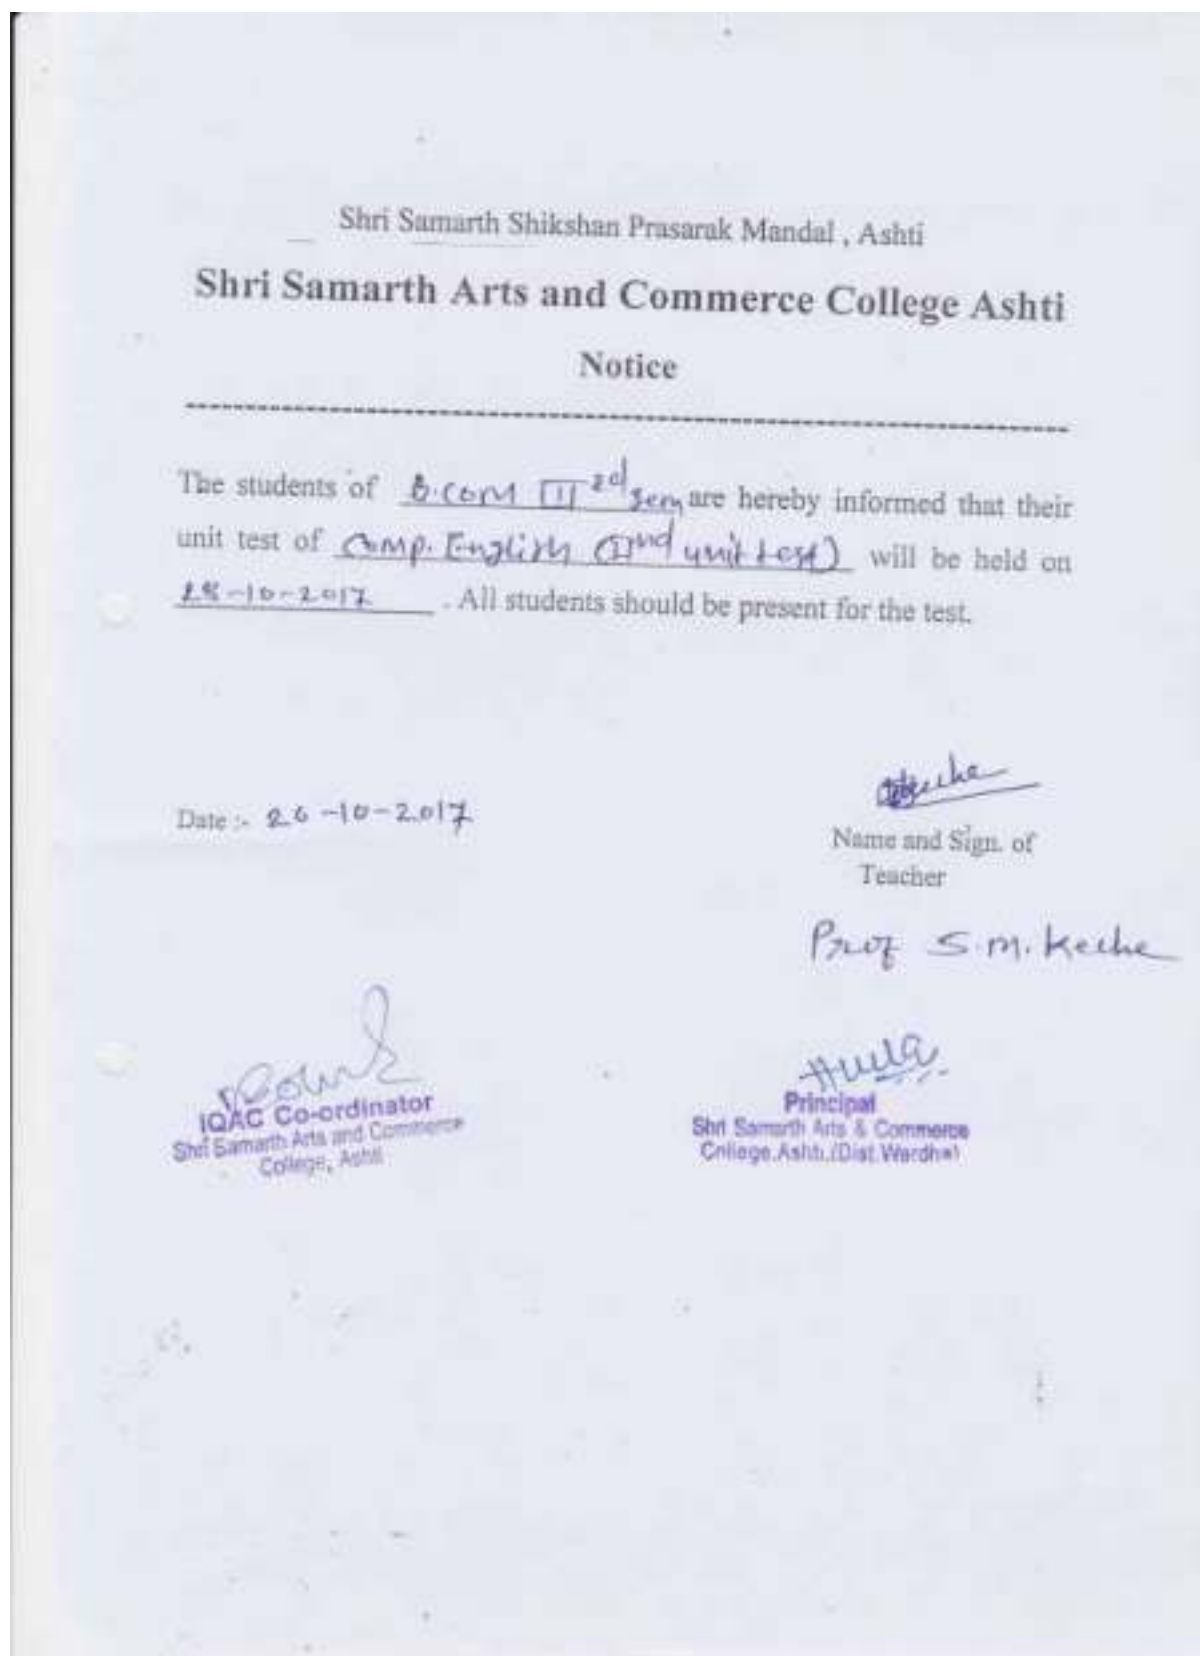 Shri Samarth Shikshan Prasarak Mandal , Ashti
Shri Samarth Arts and Commerce College Ashti
Notice
The students of B.COM III rd Sem are hereby informed that their
unit test of Comp. English (IInd unit test) will be held on
28-10-2017 . All students should be present for the test.
Date :- 26-10-2017
Name and Sign. of
Teacher
Prof S.M. Keche
IQAC Co-ordinator
Shri Samarth Arts and Commerce
College, Ashti
Principal
Shri Samarth Arts & Commerce
College,Ashti,(Dist.Wardha)